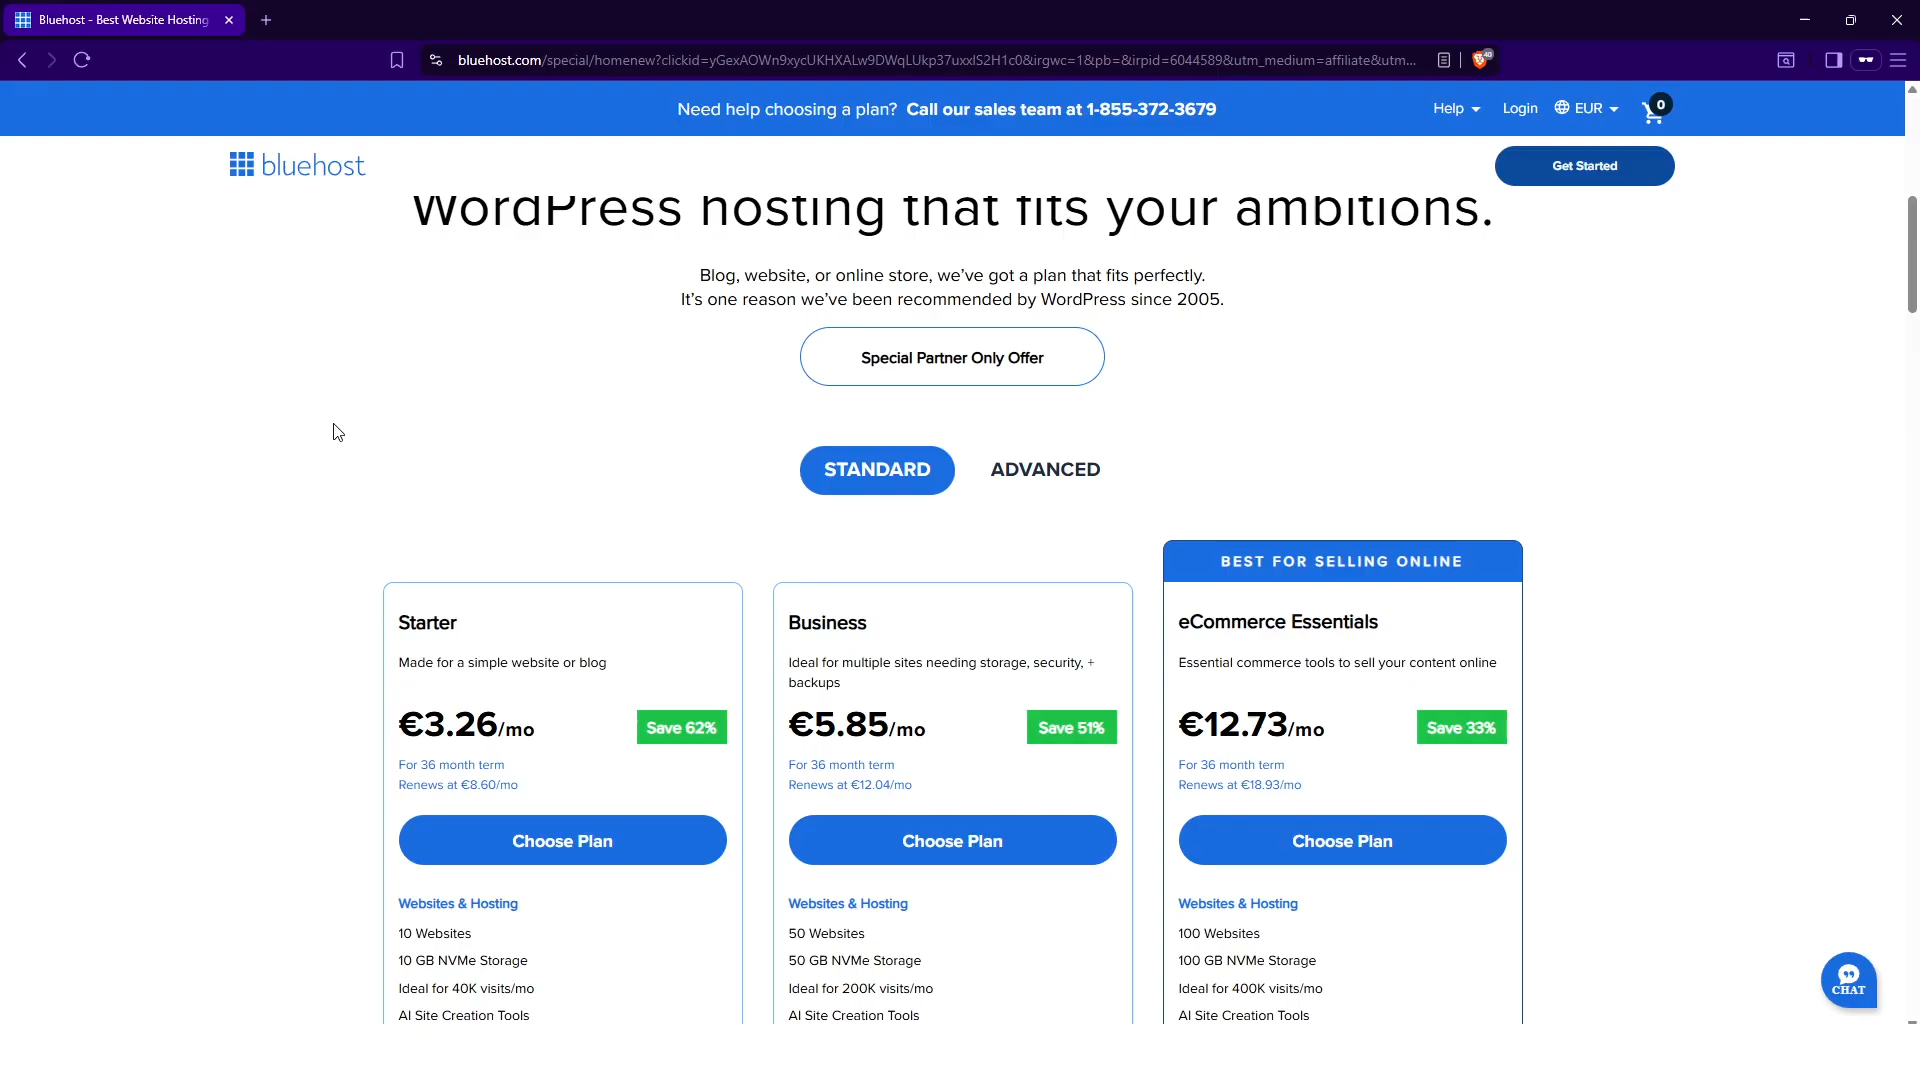 Bluehost - Best Website Hosting
bluehost.com/special/homenew?clickid=yGexAOWn9xycUKHXALw9DWqLUkp37uxxlS2H1c0&irgwc=1&pb=&irpid=6044589&utm_medium=affiliate&utm...
40
Need help choosing a plan? Call our sales team at 1-855-372-3679
Help
Login
EUR
0
bluehost
Get Started
WordPress hosting that fits your ambitions.
Blog, website, or online store, we've got a plan that fits perfectly.
It's one reason we've been recommended by WordPress since 2005.
Special Partner Only Offer
STANDARD
ADVANCED
Starter
Made for a simple website or blog
€3.26/mo
Save 62%
For 36 month term
Renews at €8.60/mo
Choose Plan
Websites & Hosting
10 Websites
10 GB NVMe Storage
Ideal for 40K visits/mo
AI Site Creation Tools
Business
Ideal for multiple sites needing storage, security, +
backups
€5.85/mo
Save 51%
For 36 month term
Renews at €12.04/mo
Choose Plan
Websites & Hosting
50 Websites
50 GB NVMe Storage
Ideal for 200K visits/mo
AI Site Creation Tools
BEST FOR SELLING ONLINE
eCommerce Essentials
Essential commerce tools to sell your content online
€12.73/mo
Save 33%
For 36 month term
Renews at €18.93/mo
Choose Plan
Websites & Hosting
100 Websites
100 GB NVMe Storage
Ideal for 400K visits/mo
AI Site Creation Tools
CHAT